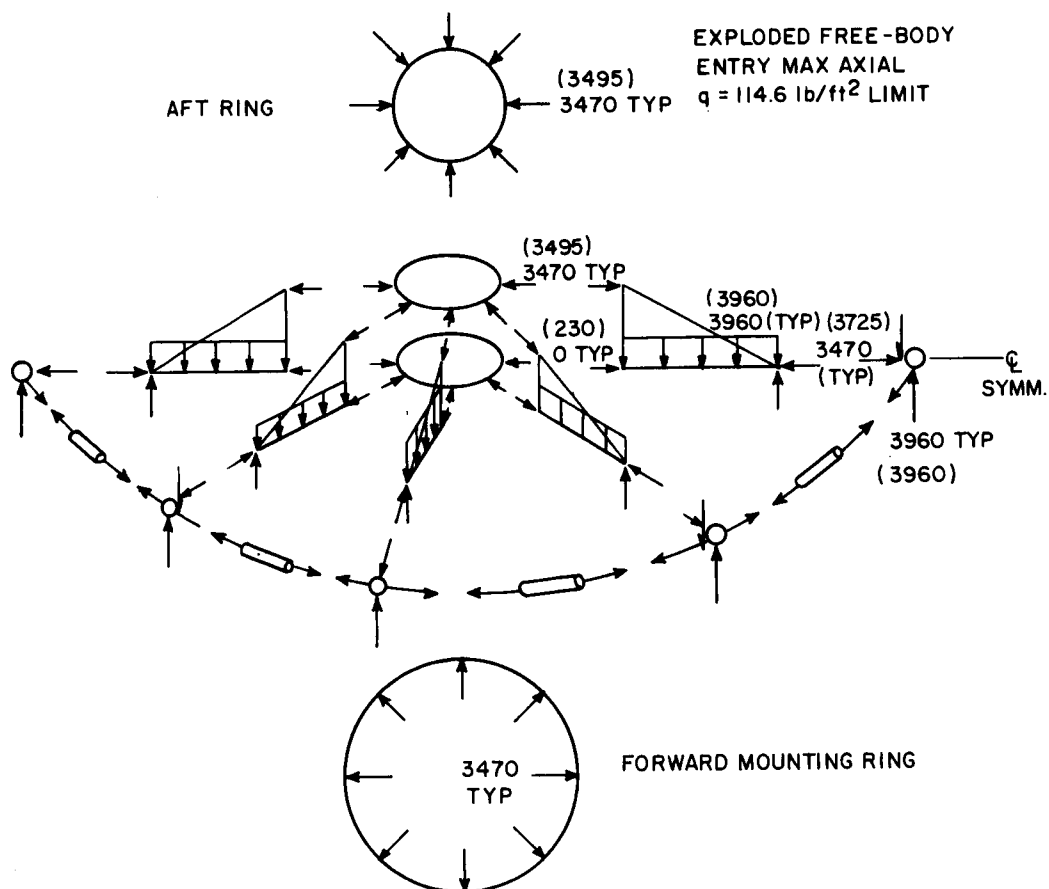 EXPLODED FREE-BODY
ENTRY MAX AXIAL
q = 114.6 lb/ft² LIMIT
AFT RING
(3495)
3470 TYP
(3495)
3470 TYP
(230)
0 TYP
(3960)
3960 (TYP) (3725)
3470
(TYP)
℄
SYMM.
3960 TYP
(3960)
3470
TYP
FORWARD MOUNTING RING